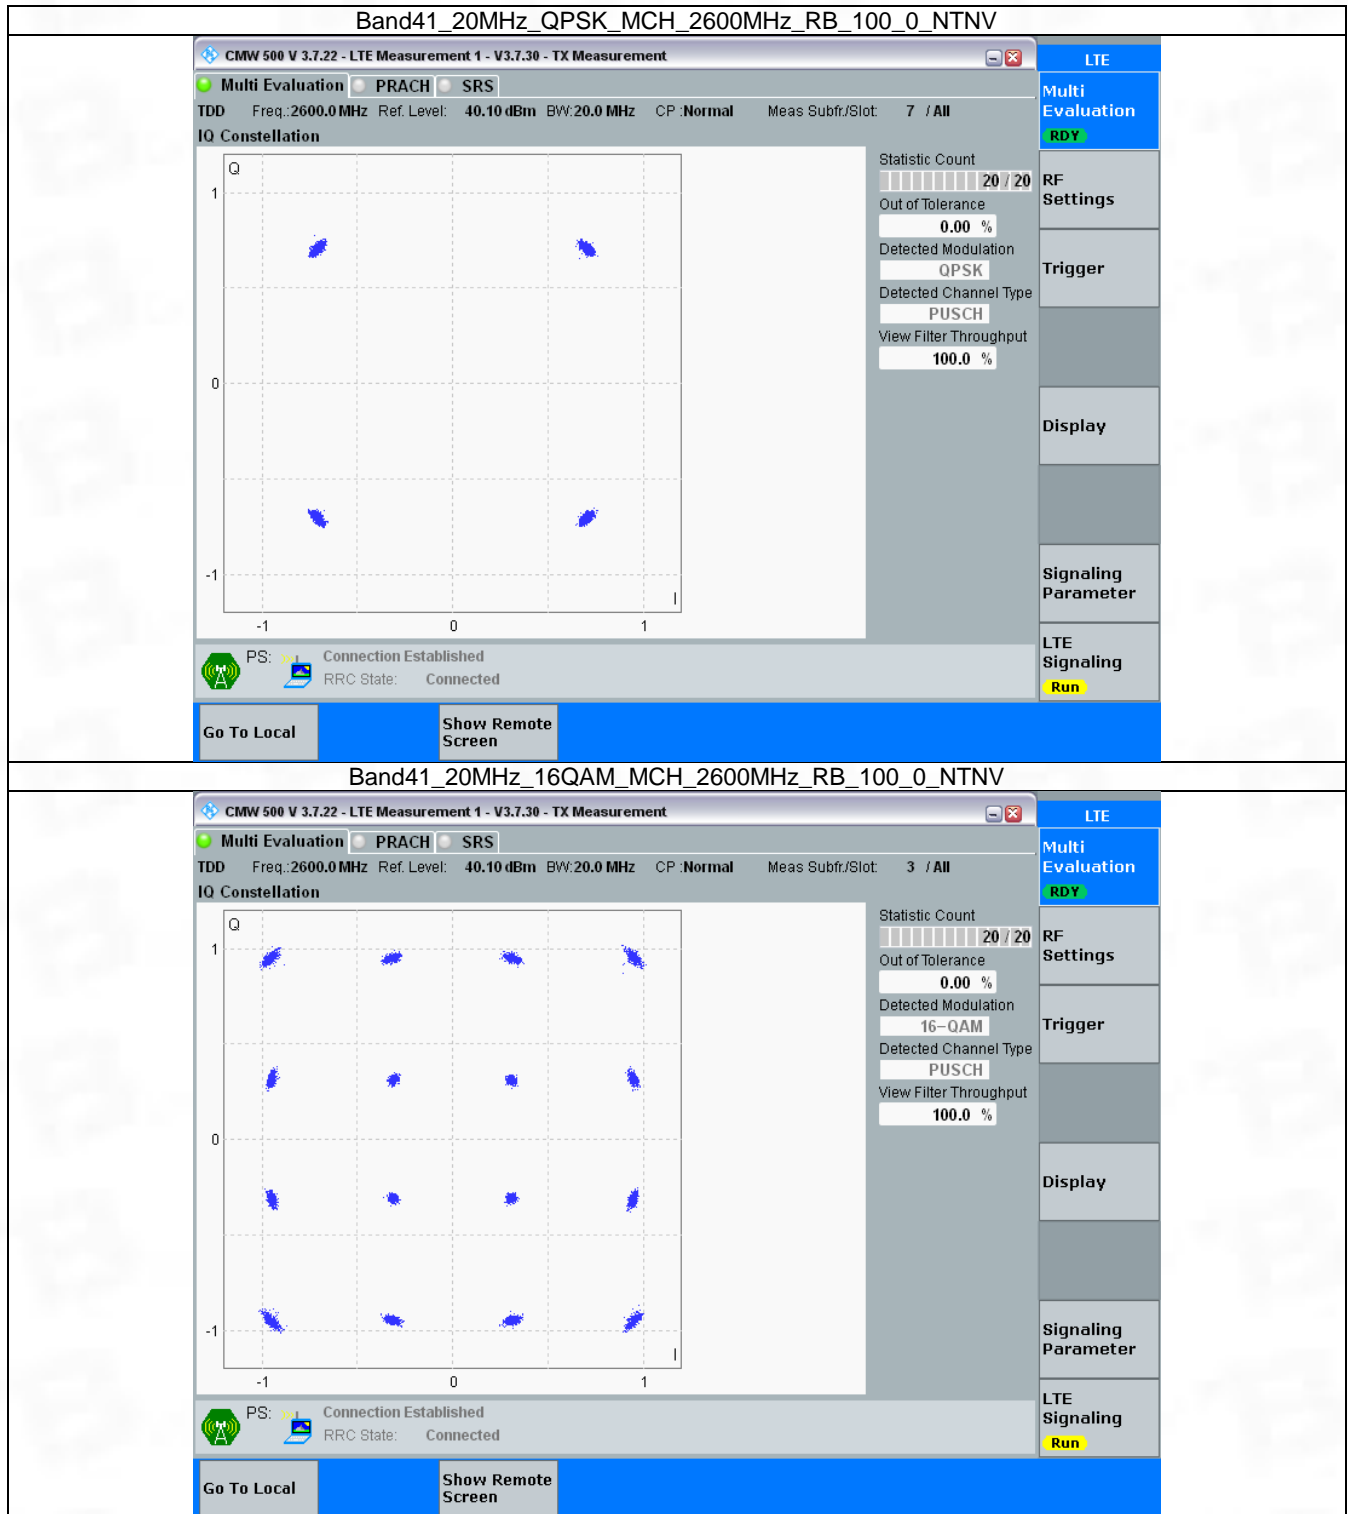 Band41_20MHz_QPSK_MCH_2600MHz_RB_100_0_NTNV
CMW 500 V 3.7.22 - LTE Measurement 1 - V3.7.30 - TX Measurement
LTE
Multi Evaluation PRACH SRS
Multi
Evaluation
RDY
TDD Freq.:2600.0 MHz Ref. Level: 40.10 dBm BW:20.0 MHz CP :Normal Meas Subfr./Slot: 7 / All
IQ Constellation
Q
1
0
-1
I
-1 0 1
Statistic Count
20 / 20
Out of Tolerance
0.00 %
Detected Modulation
QPSK
Detected Channel Type
PUSCH
View Filter Throughput
100.0 %
RF
Settings
Trigger
Display
Signaling
Parameter
LTE
Signaling
Run
PS: Connection Established
RRC State: Connected
Go To Local
Show Remote
Screen
Band41_20MHz_16QAM_MCH_2600MHz_RB_100_0_NTNV
CMW 500 V 3.7.22 - LTE Measurement 1 - V3.7.30 - TX Measurement
LTE
Multi Evaluation PRACH SRS
Multi
Evaluation
RDY
TDD Freq.:2600.0 MHz Ref. Level: 40.10 dBm BW:20.0 MHz CP :Normal Meas Subfr./Slot: 3 / All
IQ Constellation
Q
1
0
-1
I
-1 0 1
Statistic Count
20 / 20
Out of Tolerance
0.00 %
Detected Modulation
16-QAM
Detected Channel Type
PUSCH
View Filter Throughput
100.0 %
RF
Settings
Trigger
Display
Signaling
Parameter
LTE
Signaling
Run
PS: Connection Established
RRC State: Connected
Go To Local
Show Remote
Screen